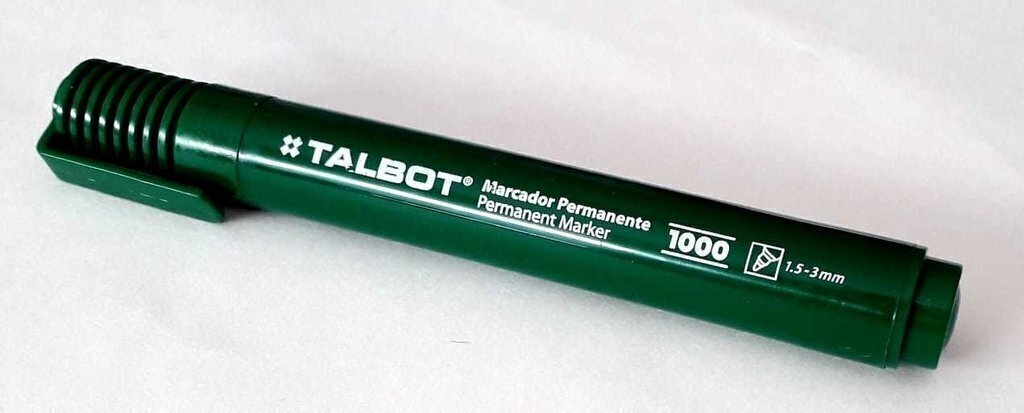 TALBOT®
Marcador Permanente
Permanent Marker
1000
1.5-3mm